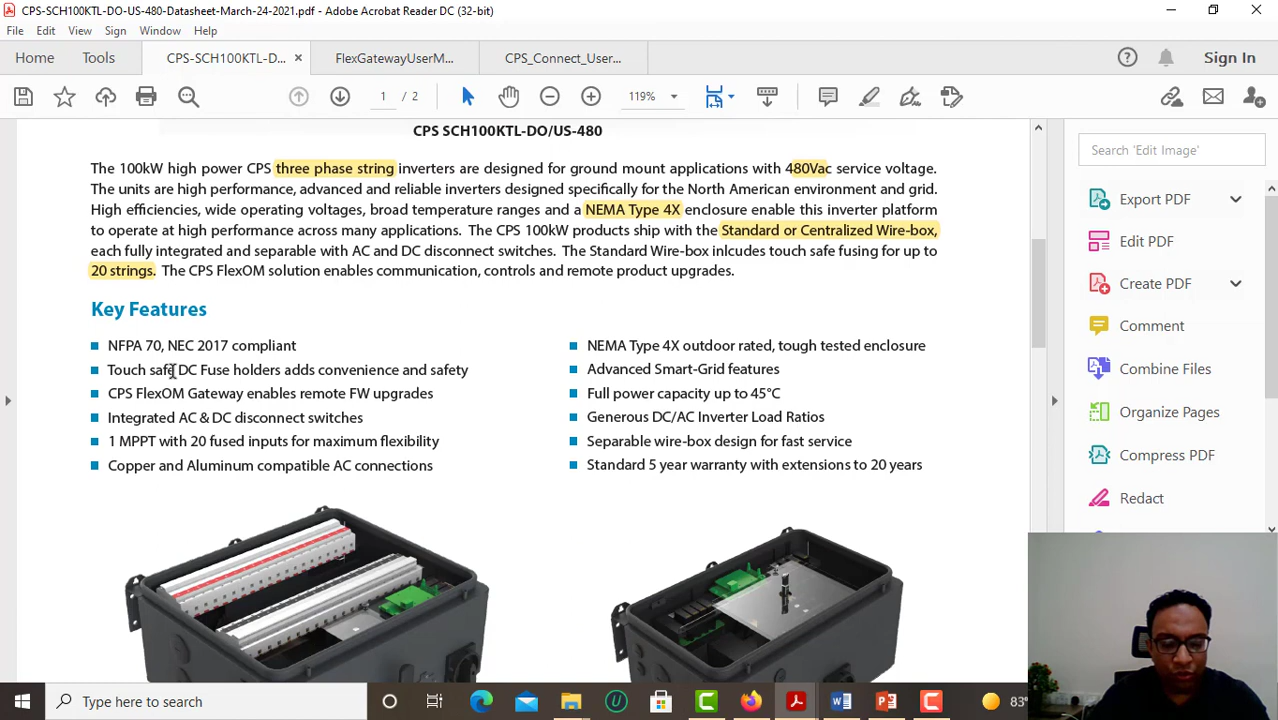 CPS-SCH100KTL-DO-US-480-Datasheet-March-24-2021.pdf - Adobe Acrobat Reader DC (32-bit)
File Edit View Sign Window Help
Home Tools CPS-SCH100KTL-D... FlexGatewayUserM... CPS_Connect_User... Sign In
1 / 2 119%
CPS SCH100KTL-DO/US-480
The 100kW high power CPS three phase string inverters are designed for ground mount applications with 480Vac service voltage.
The units are high performance, advanced and reliable inverters designed specifically for the North American environment and grid.
High efficiencies, wide operating voltages, broad temperature ranges and a NEMA Type 4X enclosure enable this inverter platform
to operate at high performance across many applications. The CPS 100kW products ship with the Standard or Centralized Wire-box,
each fully integrated and separable with AC and DC disconnect switches. The Standard Wire-box inlcudes touch safe fusing for up to
20 strings. The CPS FlexOM solution enables communication, controls and remote product upgrades.
Key Features
NFPA 70, NEC 2017 compliant
Touch safe DC Fuse holders adds convenience and safety
CPS FlexOM Gateway enables remote FW upgrades
Integrated AC & DC disconnect switches
1 MPPT with 20 fused inputs for maximum flexibility
Copper and Aluminum compatible AC connections
NEMA Type 4X outdoor rated, tough tested enclosure
Advanced Smart-Grid features
Full power capacity up to 45°C
Generous DC/AC Inverter Load Ratios
Separable wire-box design for fast service
Standard 5 year warranty with extensions to 20 years
Search 'Edit Image'
Export PDF
Edit PDF
Create PDF
Comment
Combine Files
Organize Pages
Compress PDF
Redact
Type here to search
83°